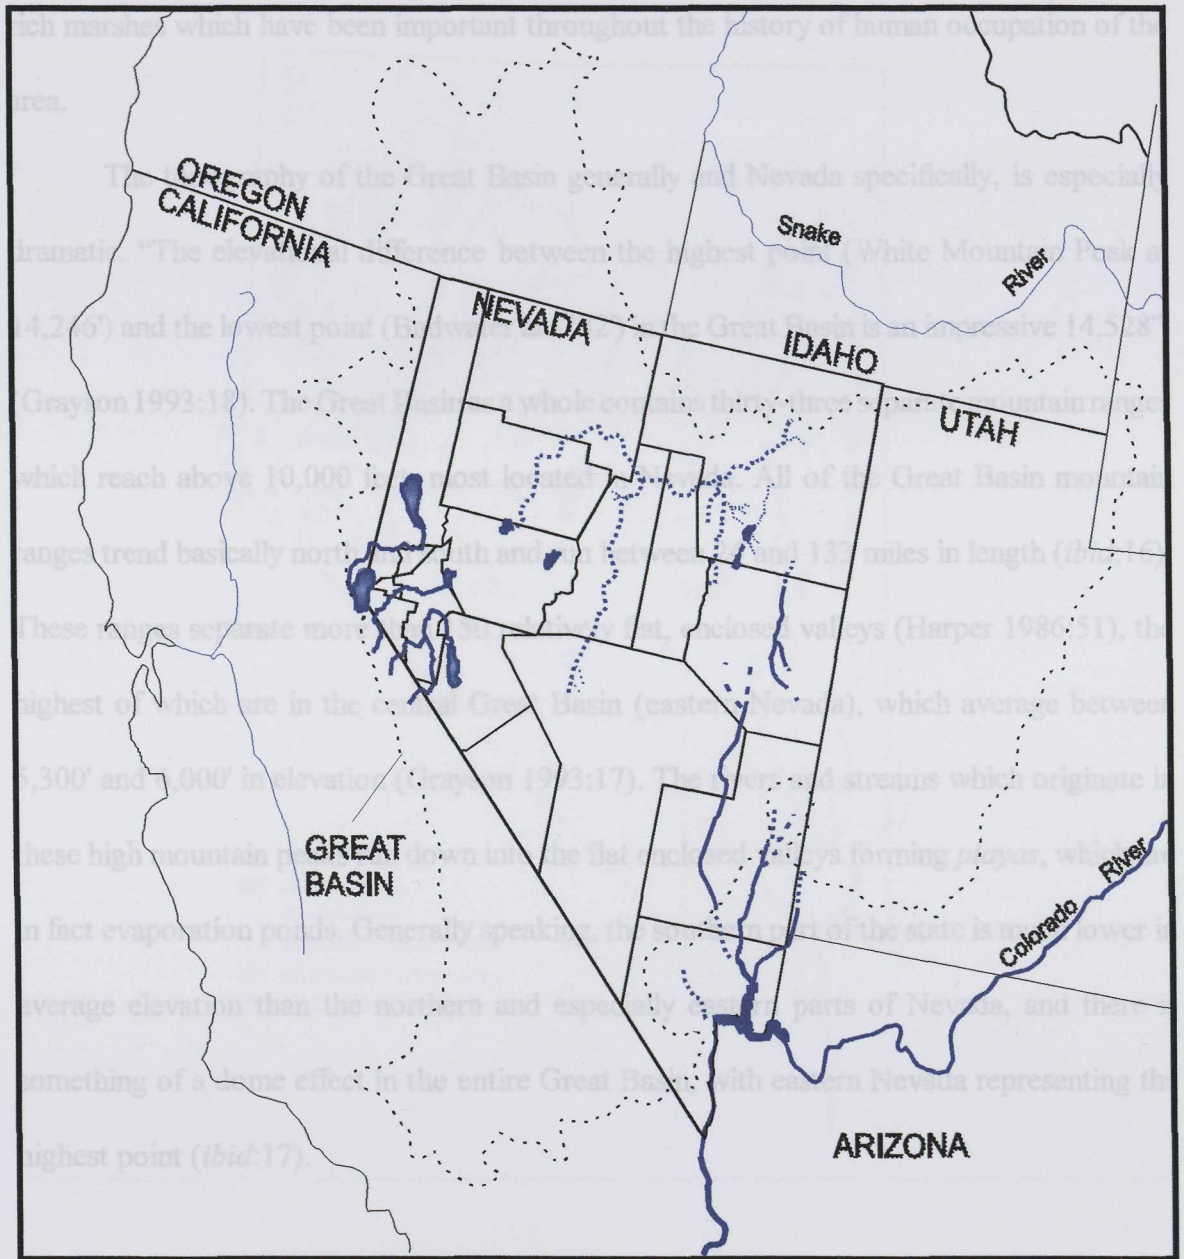 rich marshes which have been important throughout the history of human occupation of the
area.
The topography of the Great Basin generally and Nevada specifically, is especially
dramatic. “The elevational difference between the highest point (White Mountain Peak at
14,246') and the lowest point (Badwater in the Great Basin is an impressive 14,528”
(Grayson 1993:18). The Great Basin as a whole contains thirty-three separate mountain ranges
which reach above 10,000 feet, most located in Nevada. All of the Great Basin mountain
ranges trend basically north and south and run between and 133 miles in length (ibid:16)
These ranges separate more than 150 relatively flat, enclosed valleys (Harper 1986:51), the
highest of which are in the central Great Basin (eastern Nevada), which average between
5,300' and 6,000' in elevation (Grayson 1993:17). The rivers and streams which originate in
these high mountain peaks run down into the flat enclosed valleys forming playas, which are
in fact evaporation ponds. Generally speaking, the southern part of the state is much lower in
average elevation than the northern and especially eastern parts of Nevada, and there is
something of a dome effect in the entire Great Basin, with eastern Nevada representing the
highest point (ibid:17).
OREGON
CALIFORNIA
NEVADA
IDAHO
UTAH
Snake
River
GREAT
BASIN
Colorado
River
ARIZONA